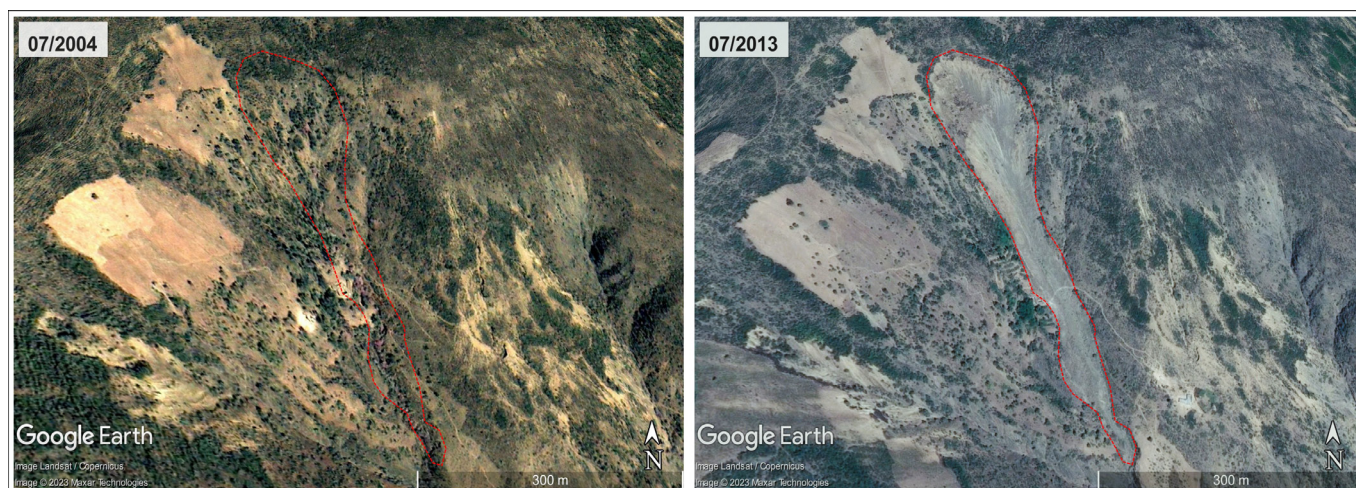 07/2004
Google Earth
Image Landsat / Copernicus
Image © 2023 Maxar Technologies
N
300 m
07/2013
Google Earth
Image Landsat / Copernicus
Image © 2023 Maxar Technologies
N
300 m